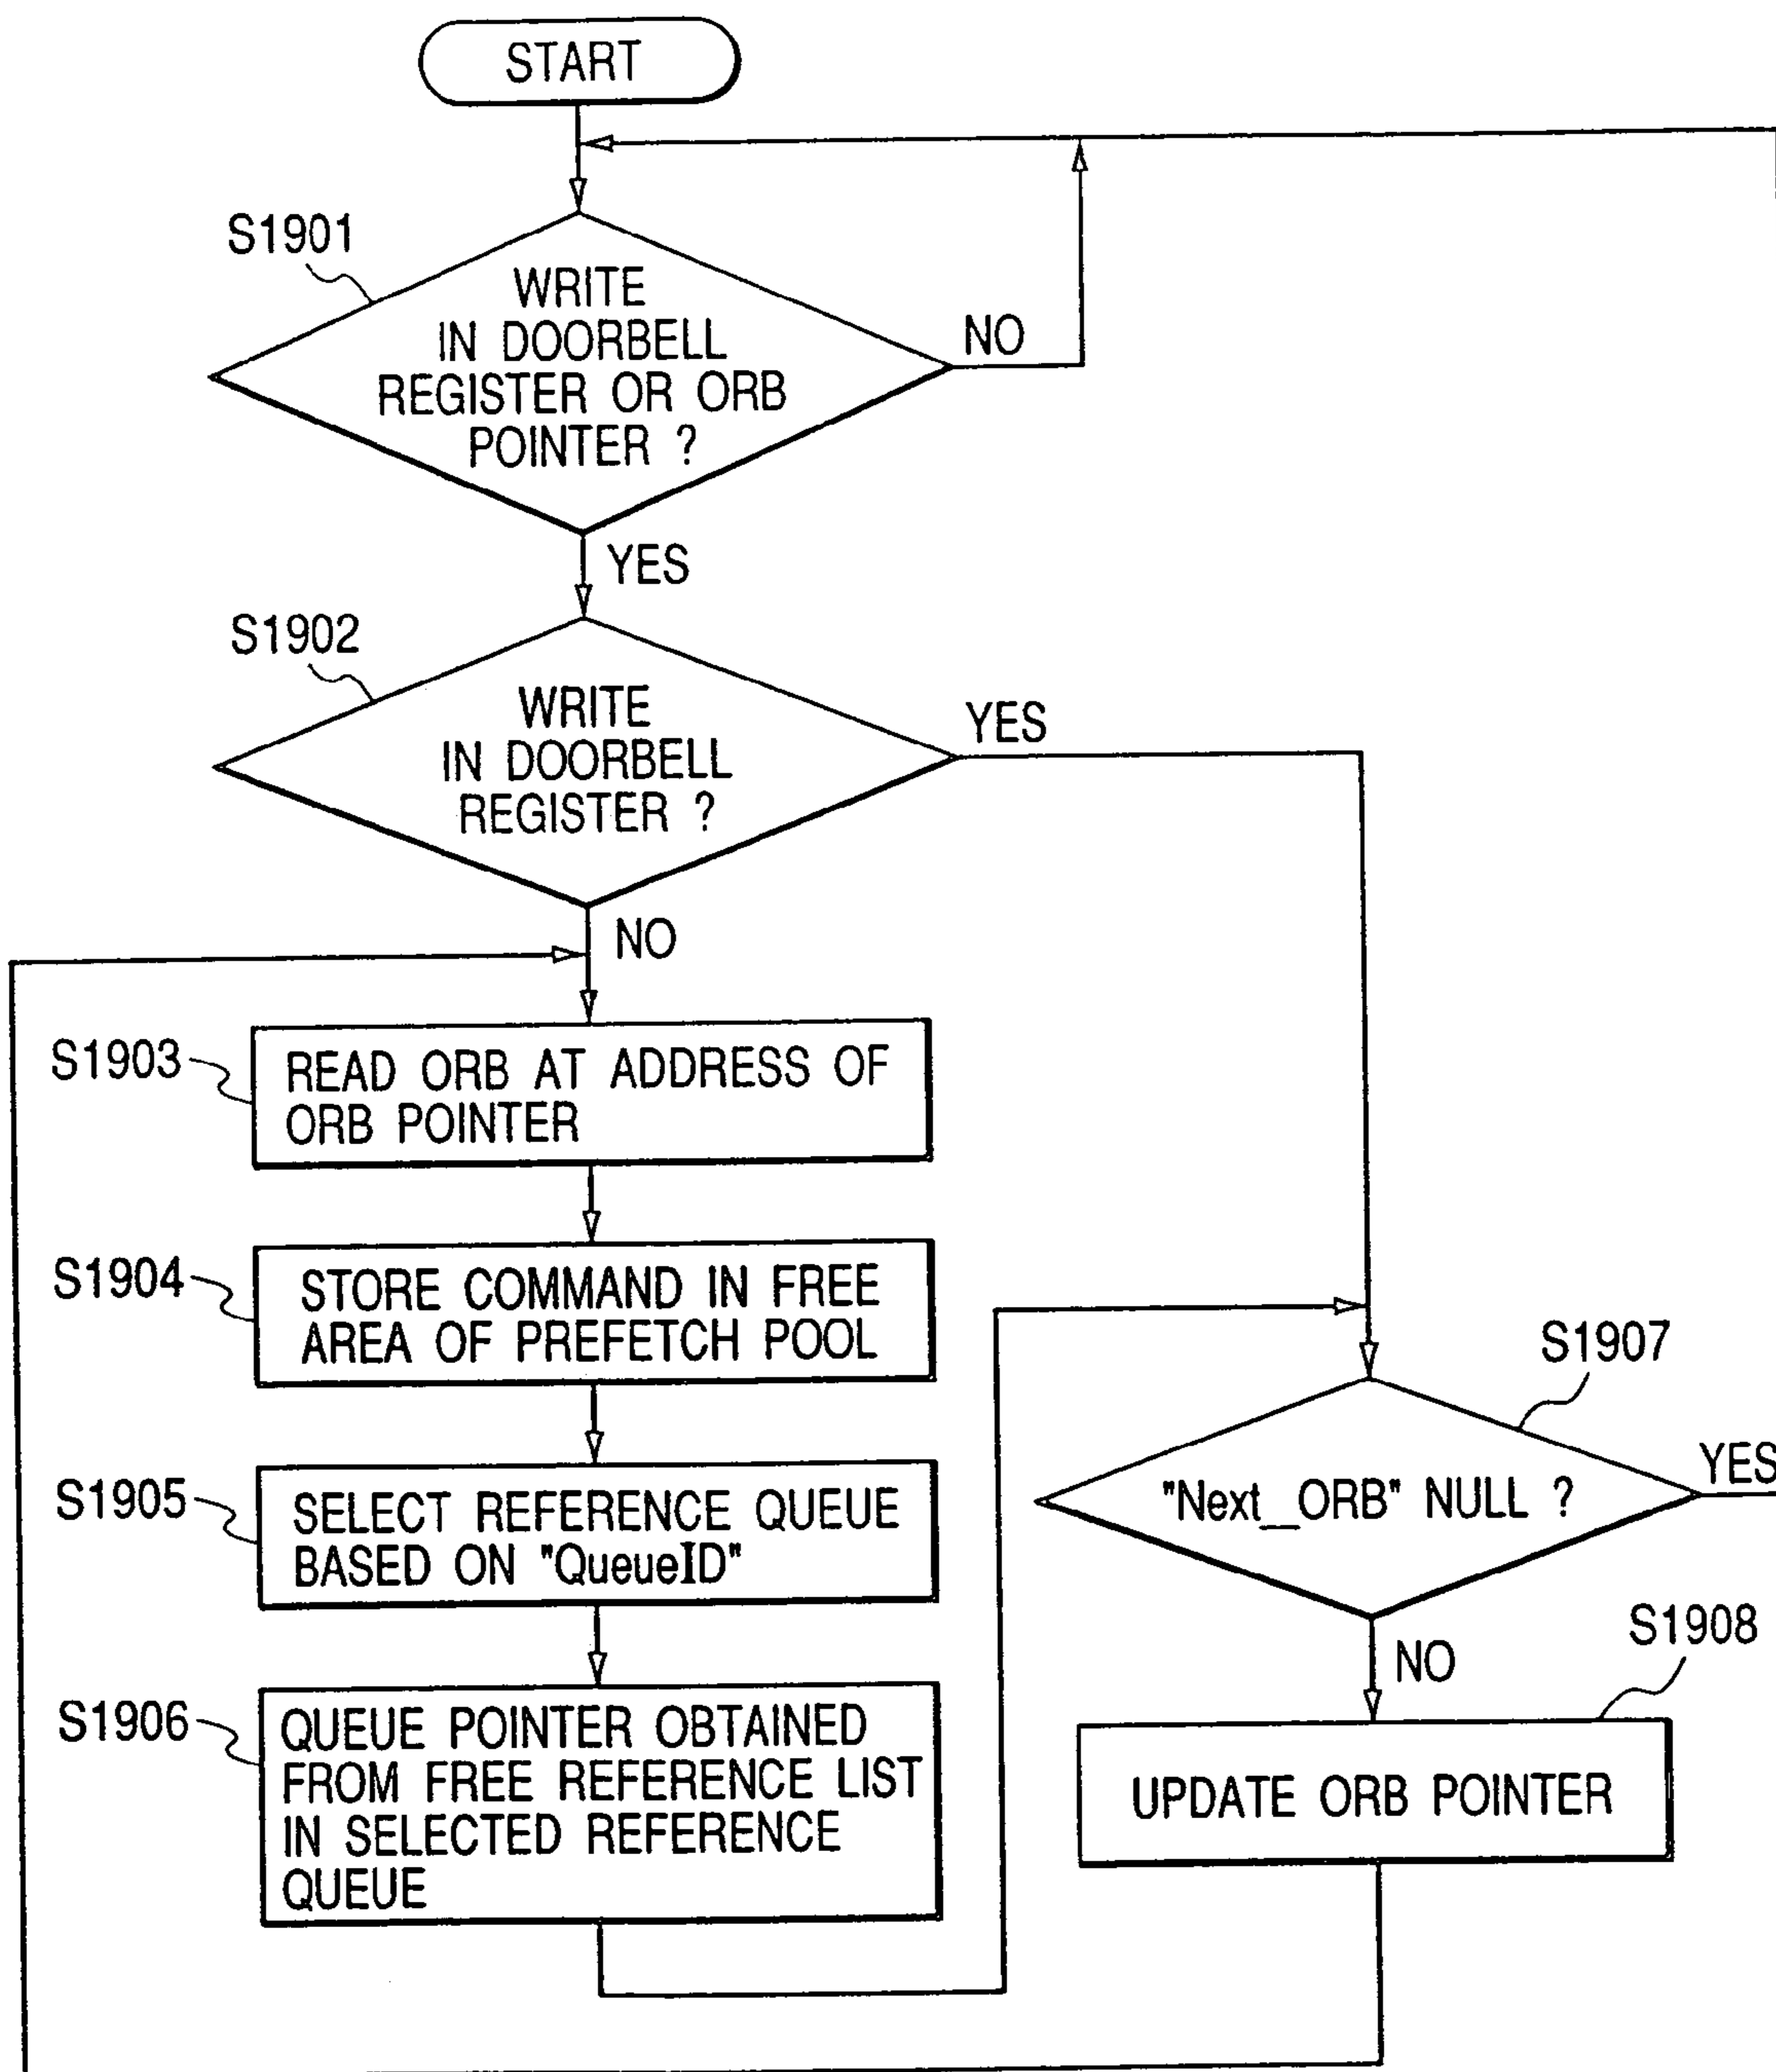 START
S1901
WRITE
IN DOORBELL
REGISTER OR ORB
POINTER ?
NO
YES
S1902
WRITE
IN DOORBELL
REGISTER ?
YES
NO
S1903
READ ORB AT ADDRESS OF
ORB POINTER
S1904
STORE COMMAND IN FREE
AREA OF PREFETCH POOL
S1905
SELECT REFERENCE QUEUE
BASED ON "QueueID"
S1906
QUEUE POINTER OBTAINED
FROM FREE REFERENCE LIST
IN SELECTED REFERENCE
QUEUE
S1907
"Next_ORB" NULL ?
YES
NO
S1908
UPDATE ORB POINTER